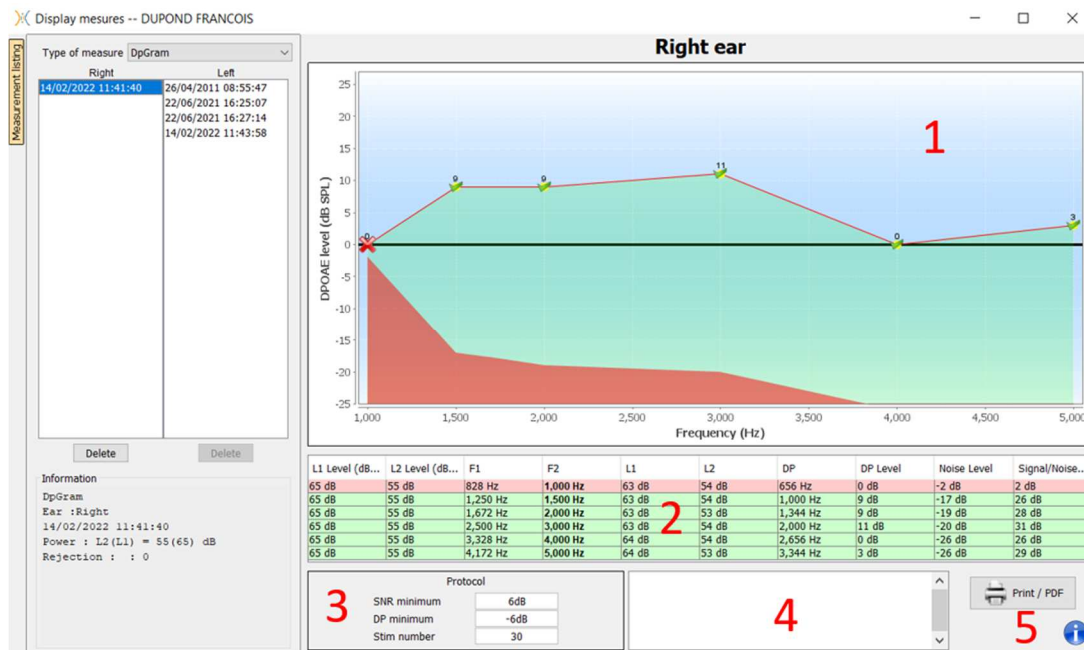 Display mesures -- DUPOND FRANCOIS
Measurement listing
Type of measure DpGram
Right Left
14/02/2022 11:41:40 26/04/2011 08:55:47
22/06/2021 16:25:07
22/06/2021 16:27:14
14/02/2022 11:43:58
Delete Delete
Information
DpGram
Ear :Right
14/02/2022 11:41:40
Power : L2(L1) = 55(65) dB
Rejection : : 0
Right ear
1
DPOAE level (dB SPL)
25
20
15
10
5
0
-5
-10
-15
-20
-25
0 9 9 11 0 3
1,000 1,500 2,000 2,500 3,000 3,500 4,000 4,500 5,000
Frequency (Hz)
L1 Level (dB... L2 Level (dB... F1 F2 L1 L2 DP DP Level Noise Level Signal/Noise...
65 dB 55 dB 828 Hz 1,000 Hz 63 dB 54 dB 656 Hz 0 dB -2 dB 2 dB
65 dB 55 dB 1,250 Hz 1,500 Hz 63 dB 54 dB 1,000 Hz 9 dB -17 dB 26 dB
65 dB 55 dB 1,672 Hz 2,000 Hz 63 dB 53 dB 1,344 Hz 9 dB -19 dB 28 dB
65 dB 55 dB 2,500 Hz 3,000 Hz 63 dB 54 dB 2,000 Hz 11 dB -20 dB 31 dB
65 dB 55 dB 3,328 Hz 4,000 Hz 64 dB 54 dB 2,656 Hz 0 dB -26 dB 26 dB
65 dB 55 dB 4,172 Hz 5,000 Hz 64 dB 53 dB 3,344 Hz 3 dB -26 dB 29 dB
2
3
Protocol
SNR minimum 6dB
DP minimum -6dB
Stim number 30
4
Print / PDF
5
i